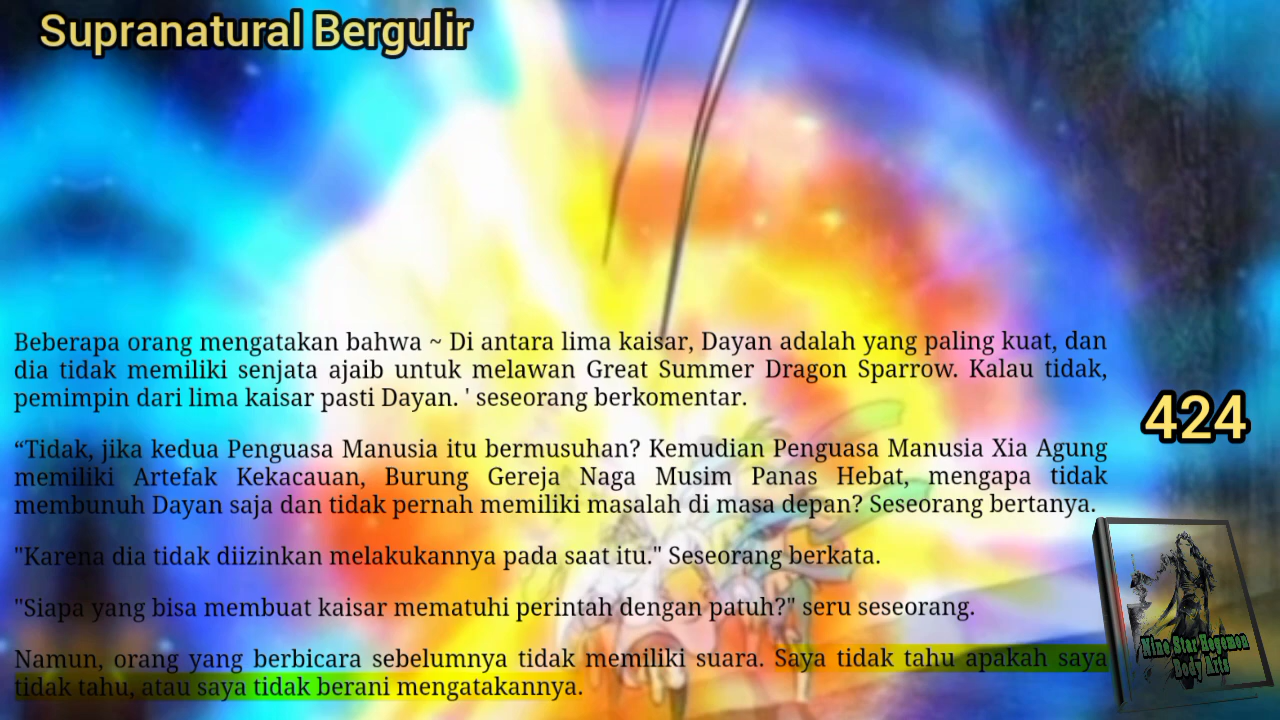 Supranatural Bergulir
Beberapa orang mengatakan bahwa ~ Di antara lima kaisar, Dayan adalah yang paling kuat, dan
dia tidak memiliki senjata ajaib untuk melawan Great Summer Dragon Sparrow. Kalau tidak,
pemimpin dari lima kaisar pasti Dayan. ' seseorang berkomentar.
“Tidak, jika kedua Penguasa Manusia itu bermusuhan? Kemudian Penguasa Manusia Xia Agung
memiliki Artefak Kekacauan, Burung Gereja Naga Musim Panas Hebat, mengapa tidak
membunuh Dayan saja dan tidak pernah memiliki masalah di masa depan? Seseorang bertanya.
"Karena dia tidak diizinkan melakukannya pada saat itu." Seseorang berkata.
"Siapa yang bisa membuat kaisar mematuhi perintah dengan patuh?" seru seseorang.
Namun, orang yang berbicara sebelumnya tidak memiliki suara. Saya tidak tahu apakah saya
tidak tahu, atau saya tidak berani mengatakannya.
424
Nine Star Hegemon
Body Arts